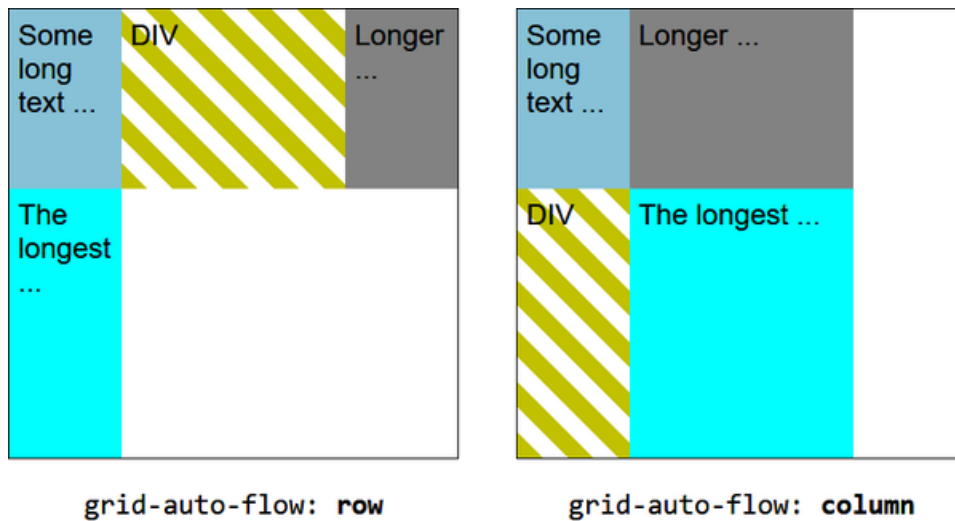 Some
long
text ...
DIV
Longer
...
The
longest
...
Some
long
text ...
Longer ...
DIV
The longest ...
grid-auto-flow: row
grid-auto-flow: column